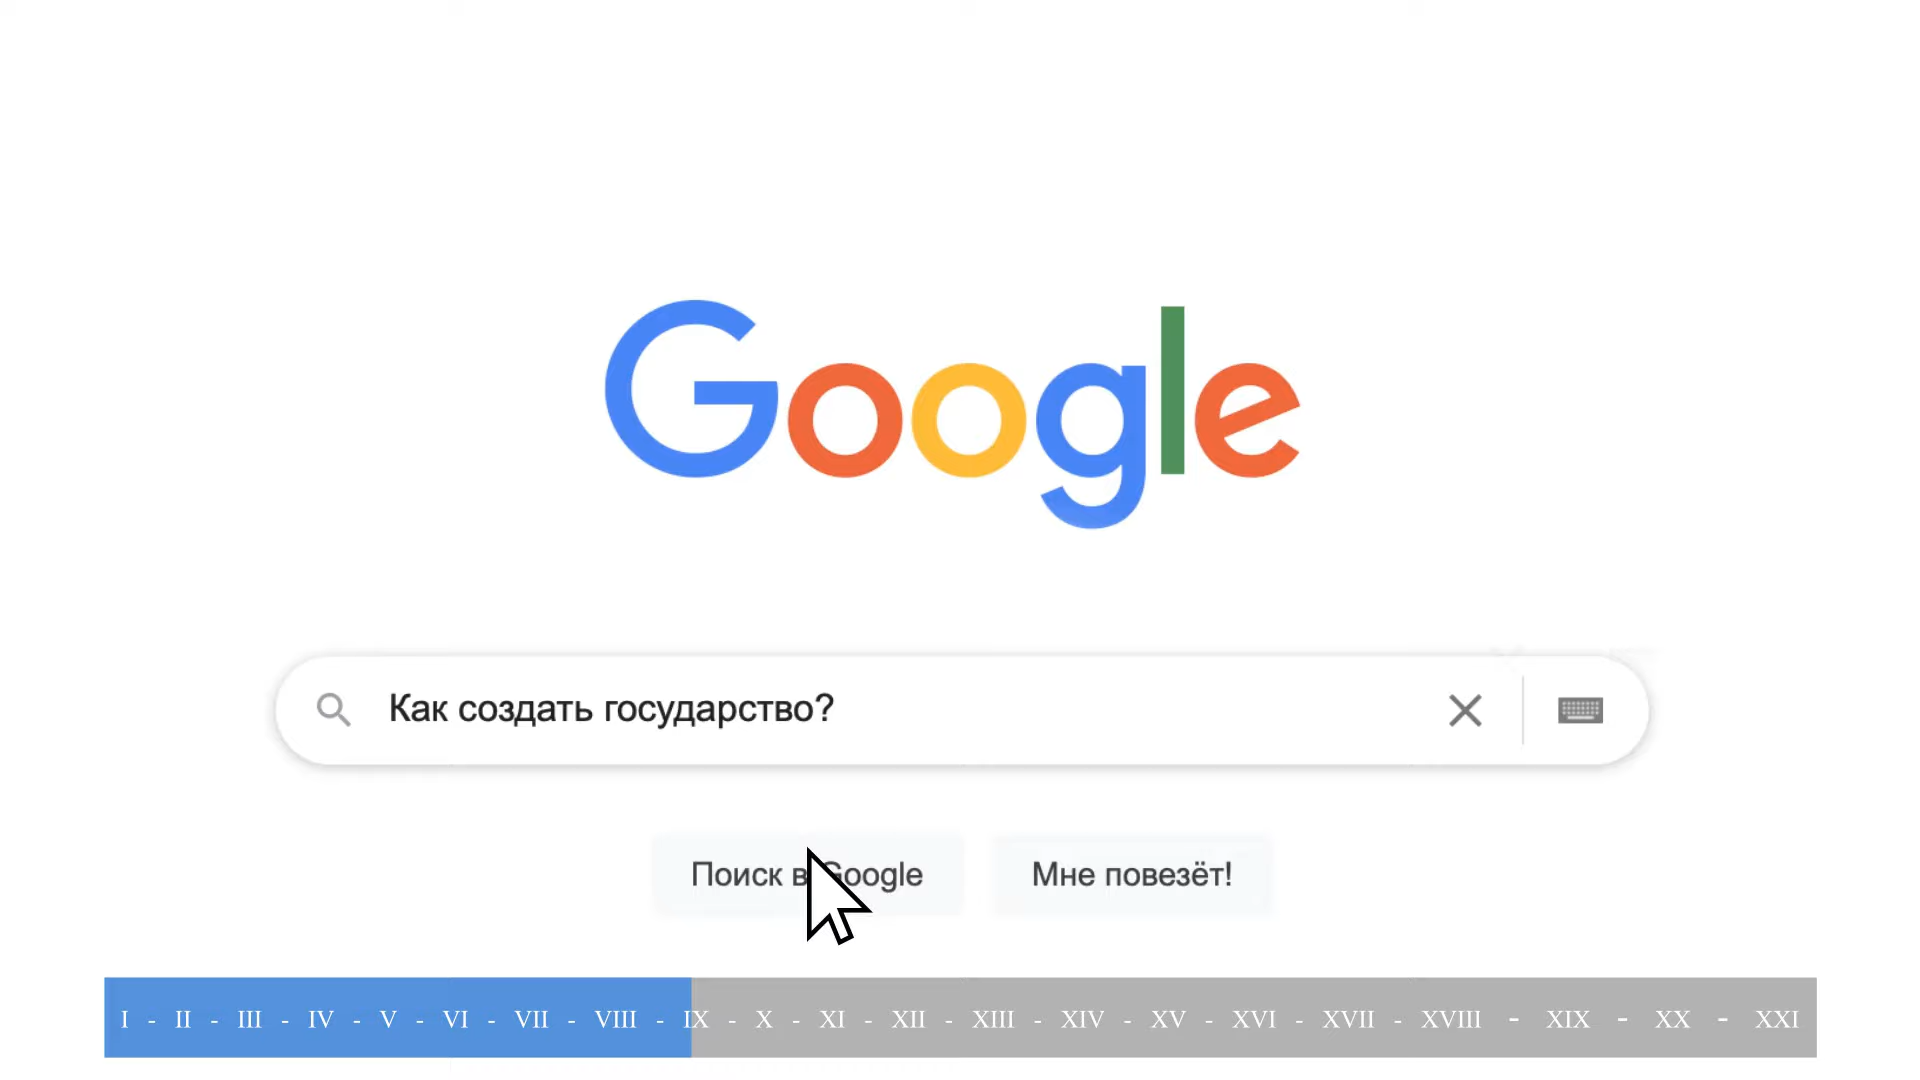 Google
Как создать государство?
Поиск в Google Мне повезёт!
I - II - III - IV - V - VI - VII - VIII - IX - X - XI - XII - XIII - XIV - XV - XVI - XVII - XVIII - XIX - XX - XXI